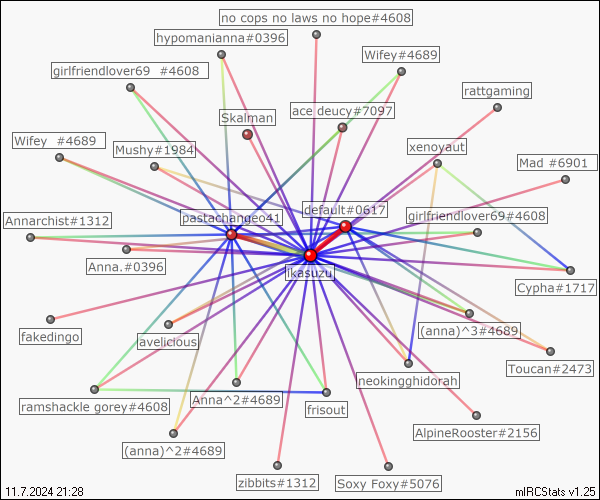 no cops no laws no hope#4608
hypomanianna#0396
Wifey#4689
girlfriendlover69 #4608
rattgaming
ace deucy#7097
Skalman
Wifey #4689
Mushy#1984
xenoyaut
Mad #6901
default#0617
pastachangeo41
Annarchist#1312
girlfriendlover69#4608
Anna.#0396
ikasuzu
Cypha#1717
fakedingo
avelicious
(anna)^3#4689
Toucan#2473
neokingghidorah
Anna^2#4689
ramshackle gorey#4608
frisout
AlpineRooster#2156
(anna)^2#4689
zibbits#1312
Soxy Foxy#5076
11.7.2024 21:28
mIRCStats v1.25